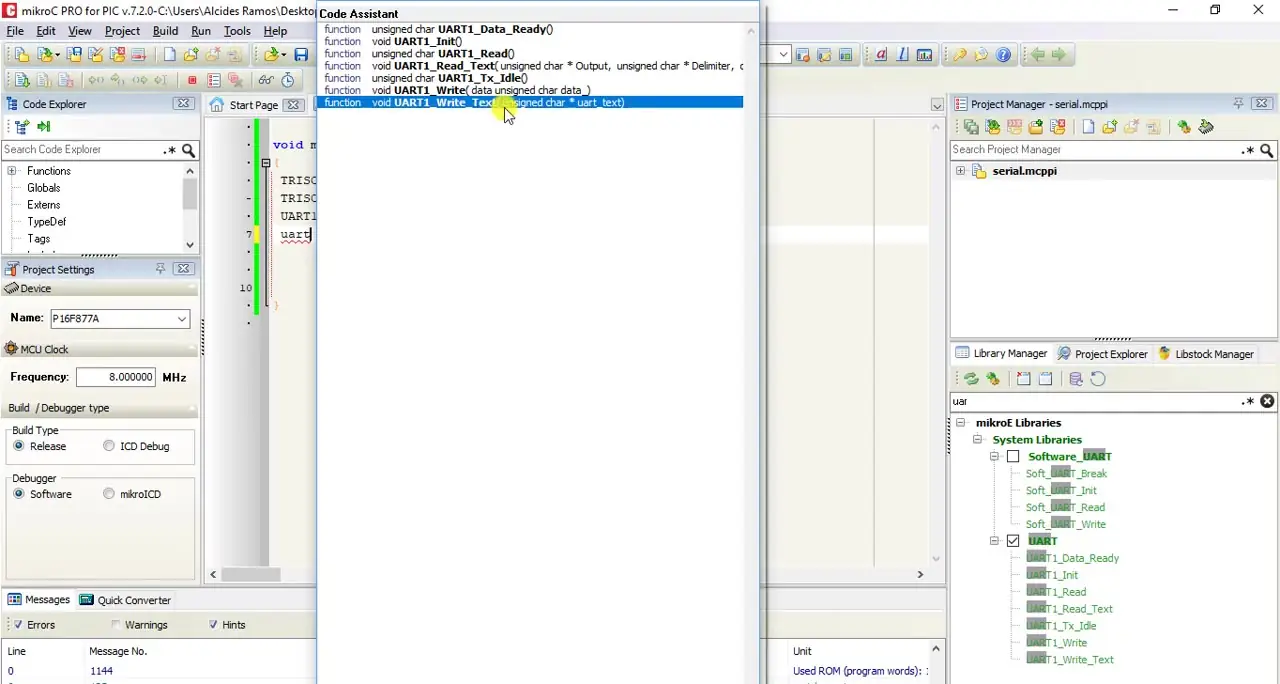 mikroC PRO for PIC v.7.2.0-C:\Users\Alcides Ramos\Deskto
File Edit View Project Build Run Tools Help
Code Assistant
function unsigned char UART1_Data_Ready()
function void UART1_Init()
function unsigned char UART1_Read()
function void UART1_Read_Text( unsigned char * Output, unsigned char * Delimiter, c
function unsigned char UART1_Tx_Idle()
function void UART1_Write( data unsigned char data_)
function void UART1_Write_Text( unsigned char * uart_text)
Code Explorer
Search Code Explorer
Functions
Globals
Externs
TypeDef
Tags
Project Settings
Device
Name: P16F877A
MCU Clock
Frequency: 8.000000 MHz
Build / Debugger type
Build Type
Release ICD Debug
Debugger
Software mikroICD
Start Page
void m
{
TRISC
TRISC
UART1
7 uart
10
}
Project Manager - serial.mcppi
Search Project Manager
serial.mcppi
Library Manager Project Explorer Libstock Manager
uar
mikroE Libraries
System Libraries
Software_UART
Soft_UART_Break
Soft_UART_Init
Soft_UART_Read
Soft_UART_Write
UART
UART1_Data_Ready
UART1_Init
UART1_Read
UART1_Read_Text
UART1_Tx_Idle
UART1_Write
UART1_Write_Text
Messages Quick Converter
Errors Warnings Hints
Line Message No. Unit
0 1144 Used ROM (program words): 1